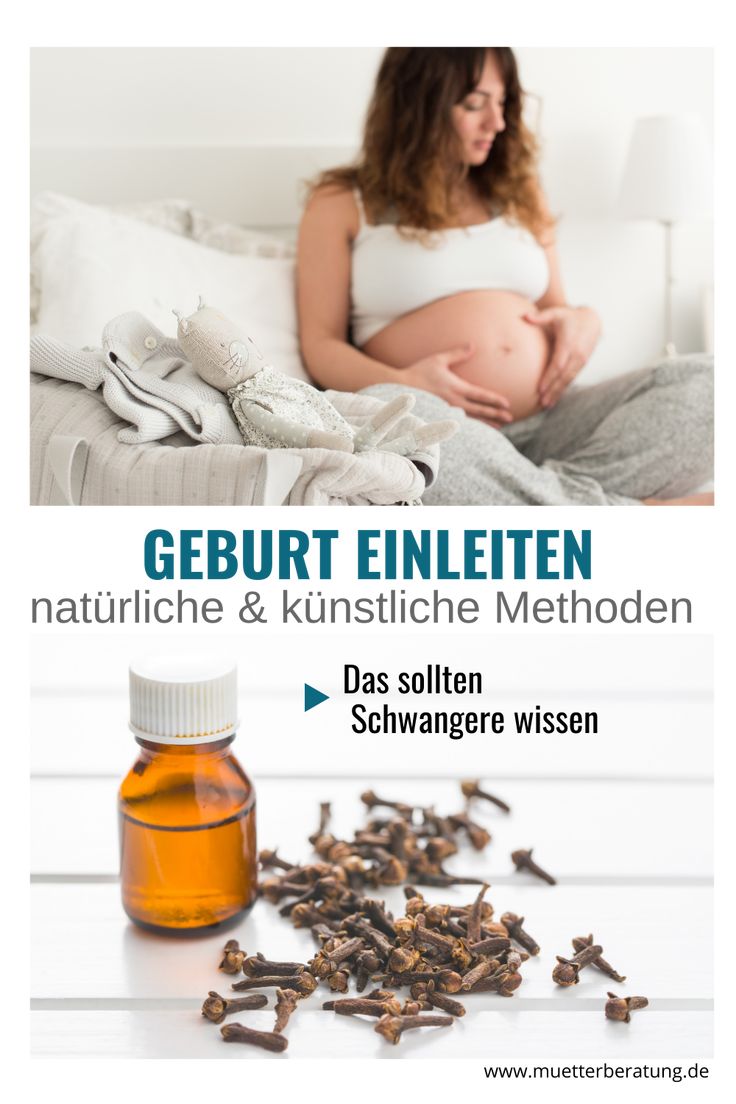 GEBURT EINLEITEN
natürliche & künstliche Methoden
Das sollten
Schwangere wissen
www.muetterberatung.de